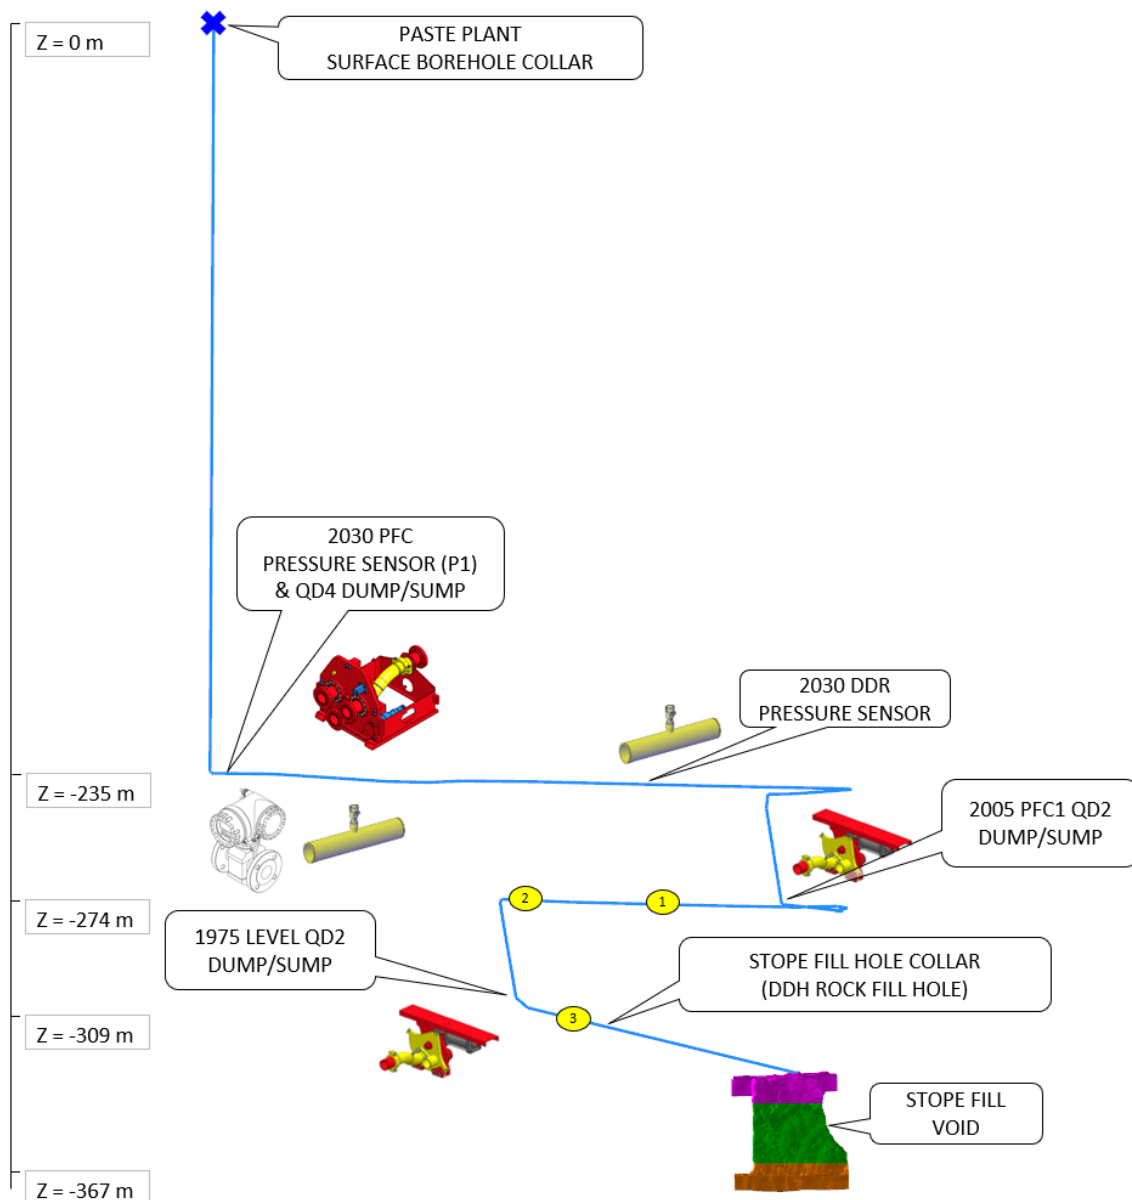 Z = 0 m
PASTE PLANT
SURFACE BOREHOLE COLLAR
2030 PFC
PRESSURE SENSOR (P1)
& QD4 DUMP/SUMP
2030 DDR
PRESSURE SENSOR
Z = -235 m
2005 PFC1 QD2
DUMP/SUMP
2
1
Z = -274 m
1975 LEVEL QD2
DUMP/SUMP
STOPE FILL HOLE COLLAR
(DDH ROCK FILL HOLE)
3
Z = -309 m
STOPE FILL
VOID
Z = -367 m